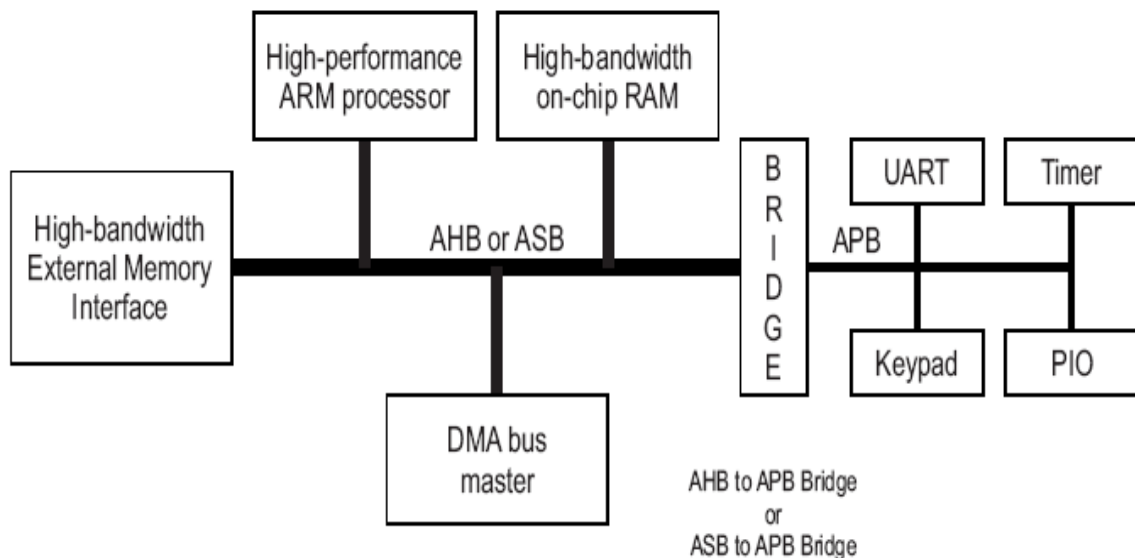 High-performance
ARM processor
High-bandwidth
on-chip RAM
High-bandwidth
External Memory
Interface
AHB or ASB
B
R
I
D
G
E
APB
UART
Timer
Keypad
PIO
DMA bus
master
AHB to APB Bridge
or
ASB to APB Bridge